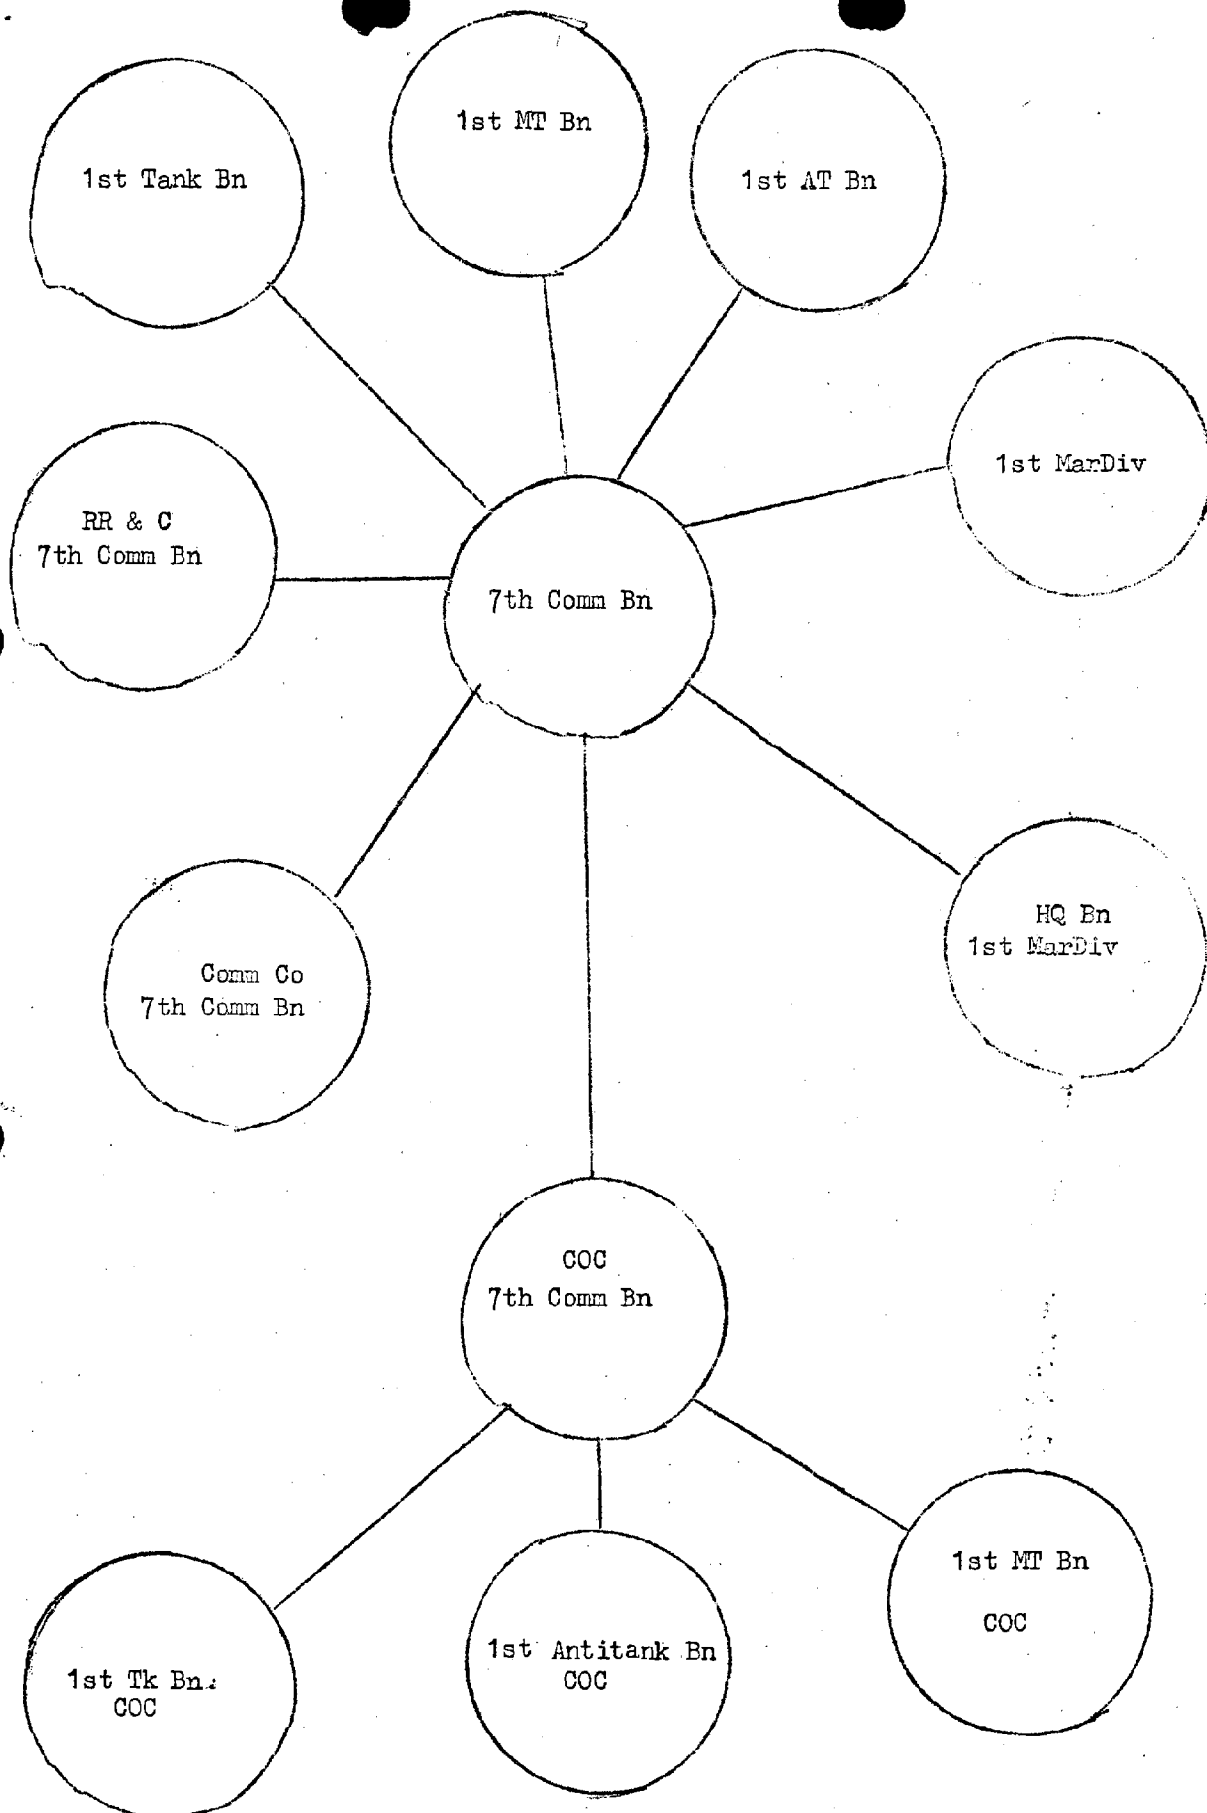 1st MT Bn
1st Tank Bn
1st AT Bn
1st MarDiv
RR & C
7th Comm Bn
7th Comm Bn
HQ Bn
1st MarDiv
Comm Co
7th Comm Bn
COC
7th Comm Bn
1st MT Bn
COC
1st Antitank Bn
COC
1st Tk Bn.
COC